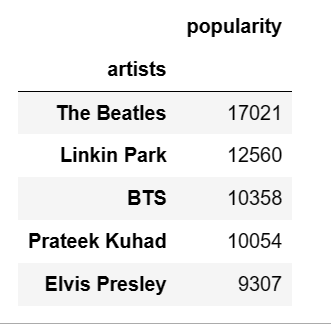 popularity
artists
The Beatles 17021
Linkin Park 12560
BTS 10358
Prateek Kuhad 10054
Elvis Presley 9307